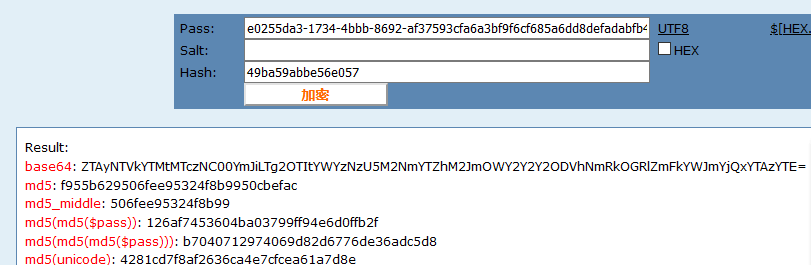 Pass: e0255da3-1734-4bbb-8692-af37593cfa6a3bf9f6cf685a6dd8defadabfb4 UTF8 $[HEX.
Salt: HEX
Hash: 49ba59abbe56e057
加密
Result:
base64: ZTAyNTVkYTMtMTczNC00YmJiLTg2OTItYWYzNzU5M2NmYTZhM2JmOWY2Y2Y2ODVhNmRkOGRlZmFkYWJmYjQxYTAzYTE=
md5: f955b629506fee95324f8b9950cbefac
md5_middle: 506fee95324f8b99
md5(md5($pass)): 126af7453604ba03799ff94e6d0ffb2f
md5(md5(md5($pass))): b7040712974069d82d6776de36adc5d8
md5(unicode): 4281cd7f8af2636ca4e7cfcea61a7d8e